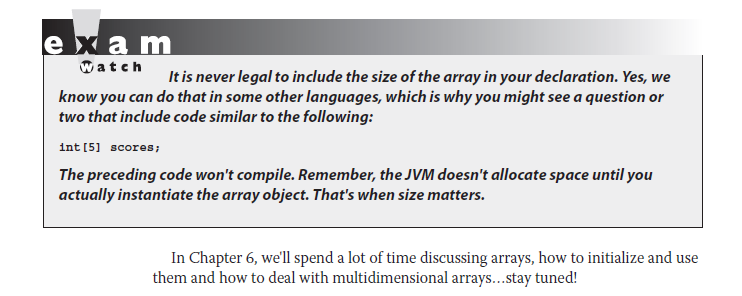 exam
watch
It is never legal to include the size of the array in your declaration. Yes, we
know you can do that in some other languages, which is why you might see a question or
two that include code similar to the following:
int[5] scores;
The preceding code won't compile. Remember, the JVM doesn't allocate space until you
actually instantiate the array object. That's when size matters.
In Chapter 6, we'll spend a lot of time discussing arrays, how to initialize and use
them and how to deal with multidimensional arrays…stay tuned!